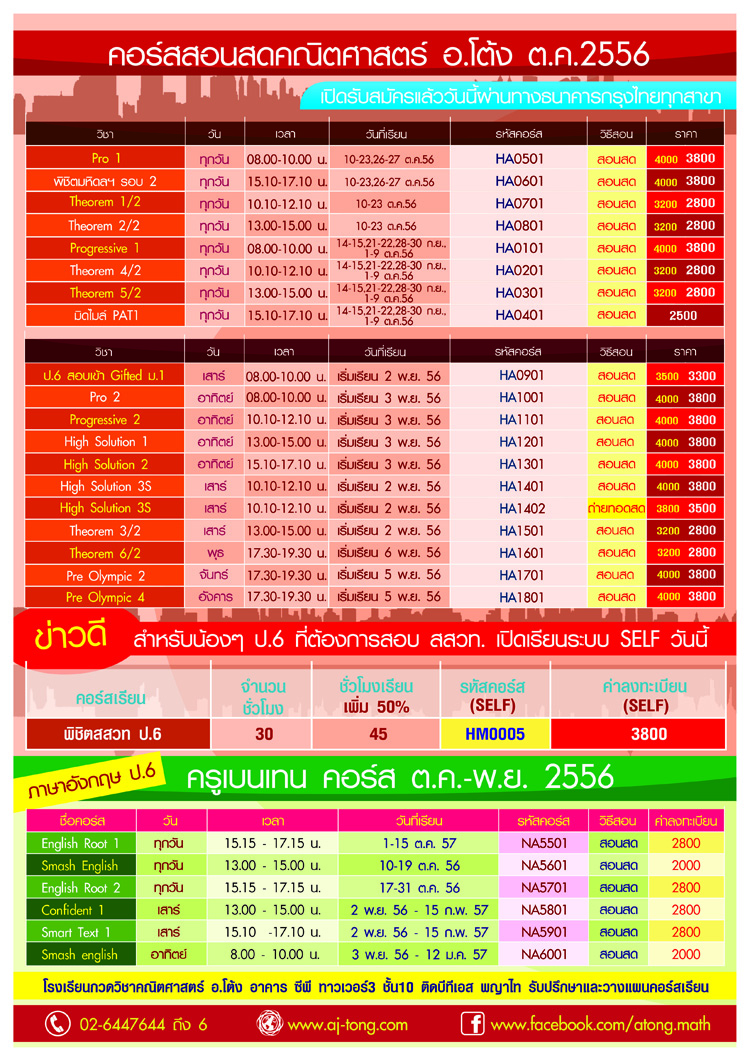 คอร์สสอนสดคณิตศาสตร์ อ.โต้ง ต.ค.2556
เปิดรับสมัครแล้ววันนี้ผ่านทางธนาคารกรุงไทยทุกสาขา
วิชา วัน เวลา วันที่เรียน รหัสคอร์ส วิธีสอน ราคา
Pro 1 ทุกวัน 08.00-10.00 น. 10-23,26-27 ต.ค.56 HA0501 สอนสด 4000 3800
พิชิตมหิดลฯ รอบ 2 ทุกวัน 15.10-17.10 น. 10-23,26-27 ต.ค.56 HA0601 สอนสด 4000 3800
Theorem 1/2 ทุกวัน 10.10-12.10 น. 10-23 ต.ค.56 HA0701 สอนสด 3200 2800
Theorem 2/2 ทุกวัน 13.00-15.00 น. 10-23 ต.ค.56 HA0801 สอนสด 3200 2800
Progressive 1 ทุกวัน 08.00-10.00 น. 14-15,21-22,28-30 ก.ย., 1-9 ต.ค.56 HA0101 สอนสด 4000 3800
Theorem 4/2 ทุกวัน 10.10-12.10 น. 14-15,21-22,28-30 ก.ย., 1-9 ต.ค.56 HA0201 สอนสด 3200 2800
Theorem 5/2 ทุกวัน 13.00-15.00 น. 14-15,21-22,28-30 ก.ย., 1-9 ต.ค.56 HA0301 สอนสด 3200 2800
มิดไมล์ PAT1 ทุกวัน 15.10-17.10 น. 14-15,21-22,28-30 ก.ย., 1-9 ต.ค.56 HA0401 สอนสด 2500
วิชา วัน เวลา วันที่เรียน รหัสคอร์ส วิธีสอน ราคา
ป.6 สอบเข้า Gifted ม.1 เสาร์ 08.00-10.00 น. เริ่มเรียน 2 พ.ย. 56 HA0901 สอนสด 3500 3300
Pro 2 อาทิตย์ 08.00-10.00 น. เริ่มเรียน 3 พ.ย. 56 HA1001 สอนสด 4000 3800
Progressive 2 อาทิตย์ 10.10-12.10 น. เริ่มเรียน 3 พ.ย. 56 HA1101 สอนสด 4000 3800
High Solution 1 อาทิตย์ 13.00-15.00 น. เริ่มเรียน 3 พ.ย. 56 HA1201 สอนสด 4000 3800
High Solution 2 อาทิตย์ 15.10-17.10 น. เริ่มเรียน 3 พ.ย. 56 HA1301 สอนสด 4000 3800
High Solution 3S เสาร์ 10.10-12.10 น. เริ่มเรียน 2 พ.ย. 56 HA1401 สอนสด 4000 3800
High Solution 3S เสาร์ 10.10-12.10 น. เริ่มเรียน 2 พ.ย. 56 HA1402 ถ่ายทอดสด 3800 3500
Theorem 3/2 เสาร์ 13.00-15.00 น. เริ่มเรียน 2 พ.ย. 56 HA1501 สอนสด 3200 2800
Theorem 6/2 พุธ 17.30-19.30 น. เริ่มเรียน 6 พ.ย. 56 HA1601 สอนสด 3200 2800
Pre Olympic 2 จันทร์ 17.30-19.30 น. เริ่มเรียน 5 พ.ย. 56 HA1701 สอนสด 4000 3800
Pre Olympic 4 อังคาร 17.30-19.30 น. เริ่มเรียน 5 พ.ย. 56 HA1801 สอนสด 4000 3800
ข่าวดี สำหรับน้องๆ ป.6 ที่ต้องการสอบ สสวท. เปิดเรียนระบบ SELF วันนี้
คอร์สเรียน จำนวนชั่วโมง ชั่วโมงเรียน เพิ่ม 50% รหัสคอร์ส (SELF) ค่าลงทะเบียน (SELF)
พิชิตสสวท ป.6 30 45 HM0005 3800
ภาษาอังกฤษ ป.6 ครูเบนเทน คอร์ส ต.ค.-พ.ย. 2556
ชื่อคอร์ส วัน เวลา วันที่เรียน รหัสคอร์ส วิธีสอน ค่าลงทะเบียน
English Root 1 ทุกวัน 15.15 - 17.15 น. 1-15 ต.ค. 57 NA5501 สอนสด 2800
Smash English ทุกวัน 13.00 - 15.00 น. 10-19 ต.ค. 56 NA5601 สอนสด 2000
English Root 2 ทุกวัน 15.15 - 17.15 น. 17-31 ต.ค. 56 NA5701 สอนสด 2800
Confident 1 เสาร์ 13.00 - 15.00 น. 2 พ.ย. 56 - 15 ก.พ. 57 NA5801 สอนสด 2800
Smart Text 1 เสาร์ 15.10 -17.10 น. 2 พ.ย. 56 - 15 ก.พ. 57 NA5901 สอนสด 2800
Smash english อาทิตย์ 8.00 - 10.00 น. 3 พ.ย. 56 - 12 ม.ค. 57 NA6001 สอนสด 2000
โรงเรียนกวดวิชาคณิตศาสตร์ อ.โต้ง อาคาร ซีพี ทาวเวอร์3 ชั้น10 ติดบีทีเอส พญาไท รับปรึกษาและวางแผนคอร์สเรียน
02-6447644 ถึง 6 www.aj-tong.com www.facebook.com/atong.math